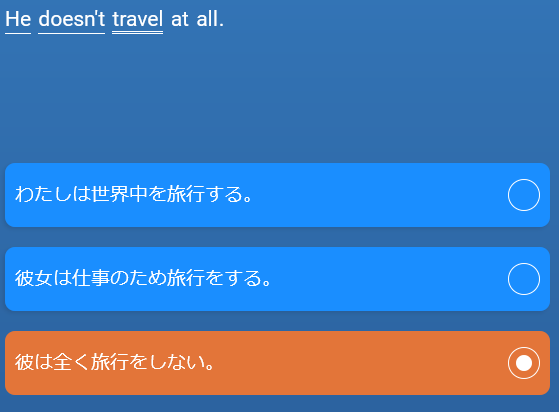 He doesn't travel at all.
わたしは世界中を旅行する。
彼女は仕事のため旅行をする。
彼は全く旅行をしない。